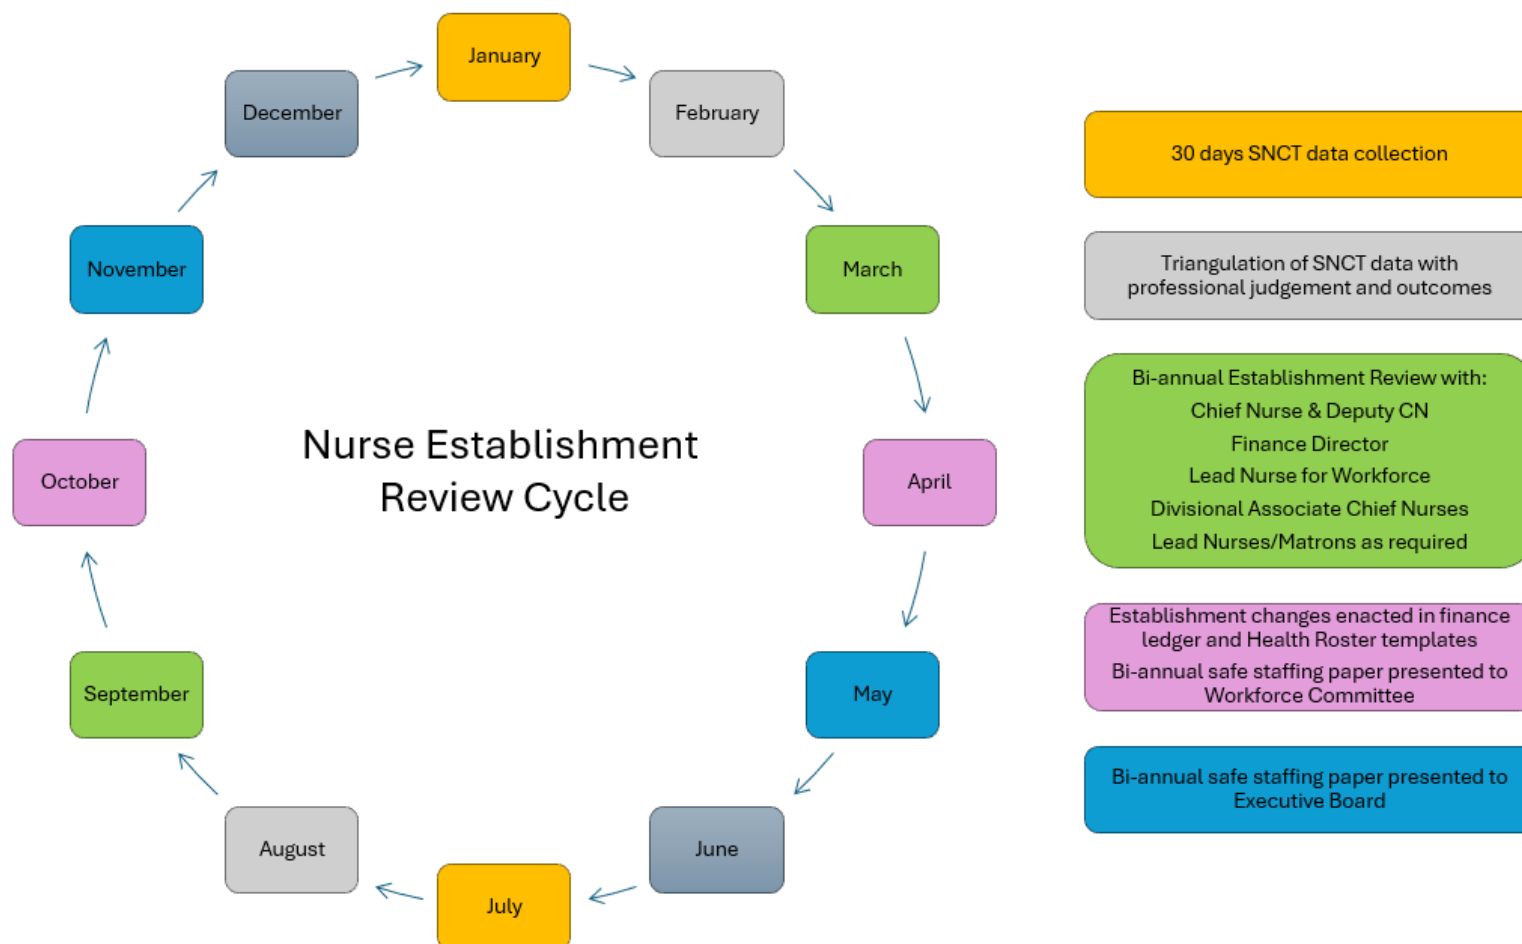 January
February
March
April
May
June
July
August
September
October
November
December
Nurse Establishment
Review Cycle
30 days SNCT data collection
Triangulation of SNCT data with
professional judgement and outcomes
Bi-annual Establishment Review with:
Chief Nurse & Deputy CN
Finance Director
Lead Nurse for Workforce
Divisional Associate Chief Nurses
Lead Nurses/Matrons as required
Establishment changes enacted in finance
ledger and Health Roster templates
Bi-annual safe staffing paper presented to
Workforce Committee
Bi-annual safe staffing paper presented to
Executive Board